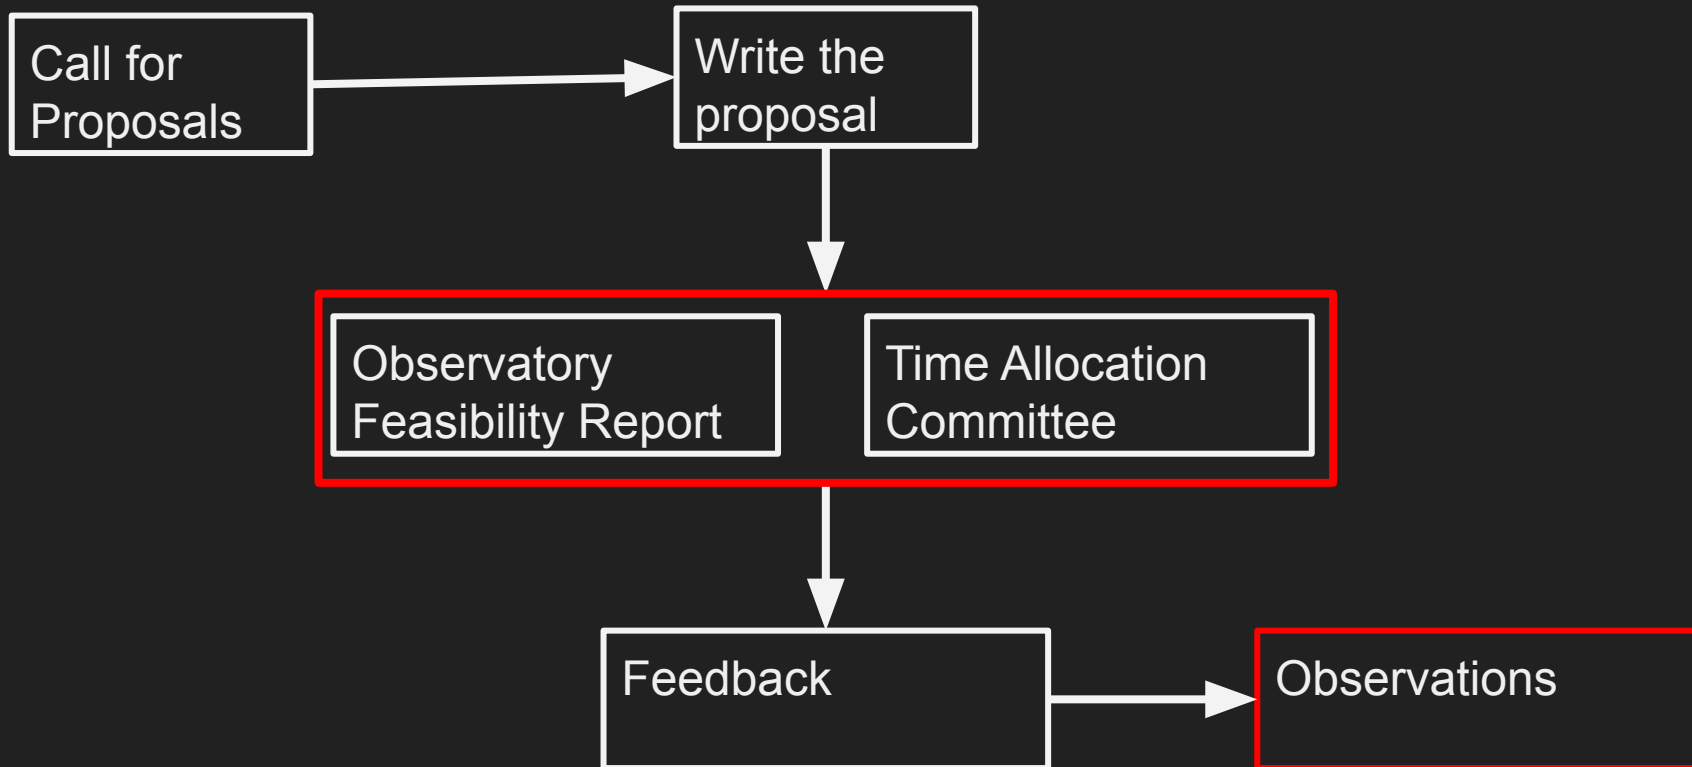 Call for
Proposals
Write the
proposal
Observatory
Feasibility Report
Time Allocation
Committee
Feedback
Observations